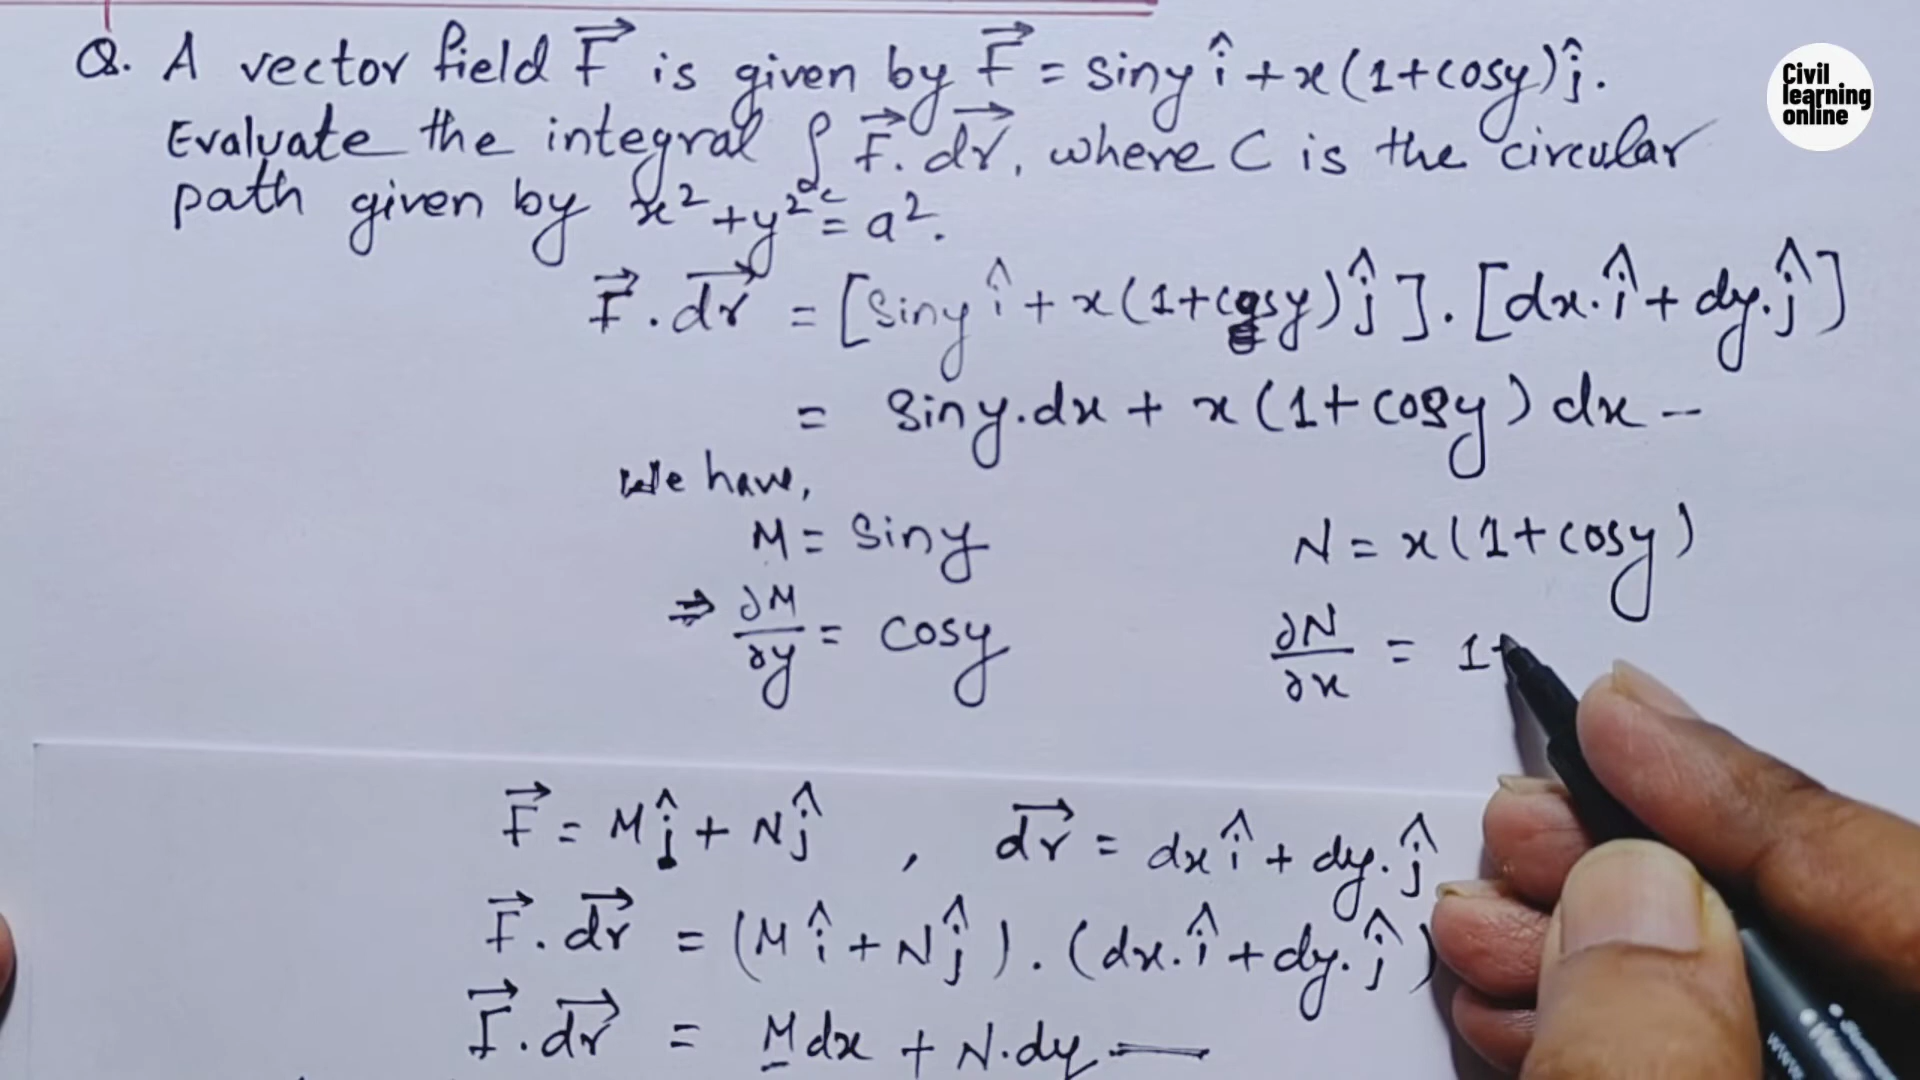 Q. A vector field F⃗ is given by F⃗ = siny î + x(1+cosy) ĵ.
Evaluate the integral ∫c F⃗. dr⃗, where C is the circular
path given by x² + y² = a².
F⃗ . dr⃗ = [siny î + x(1+cosy) ĵ]. [dx.î + dy.ĵ]
= siny.dx + x(1+cosy) dx –
We have,
M = siny N = x(1+cosy)
⇒ ∂M/∂y = cosy ∂N/∂x = 1+
F⃗ = M ĵ + N ĵ , dr⃗ = dx î + dy. ĵ
F⃗ . dr⃗ = (M î + N ĵ) . (dx.î + dy.ĵ)
F⃗ . dr⃗ = M dx + N.dy —
Civil
learning
online